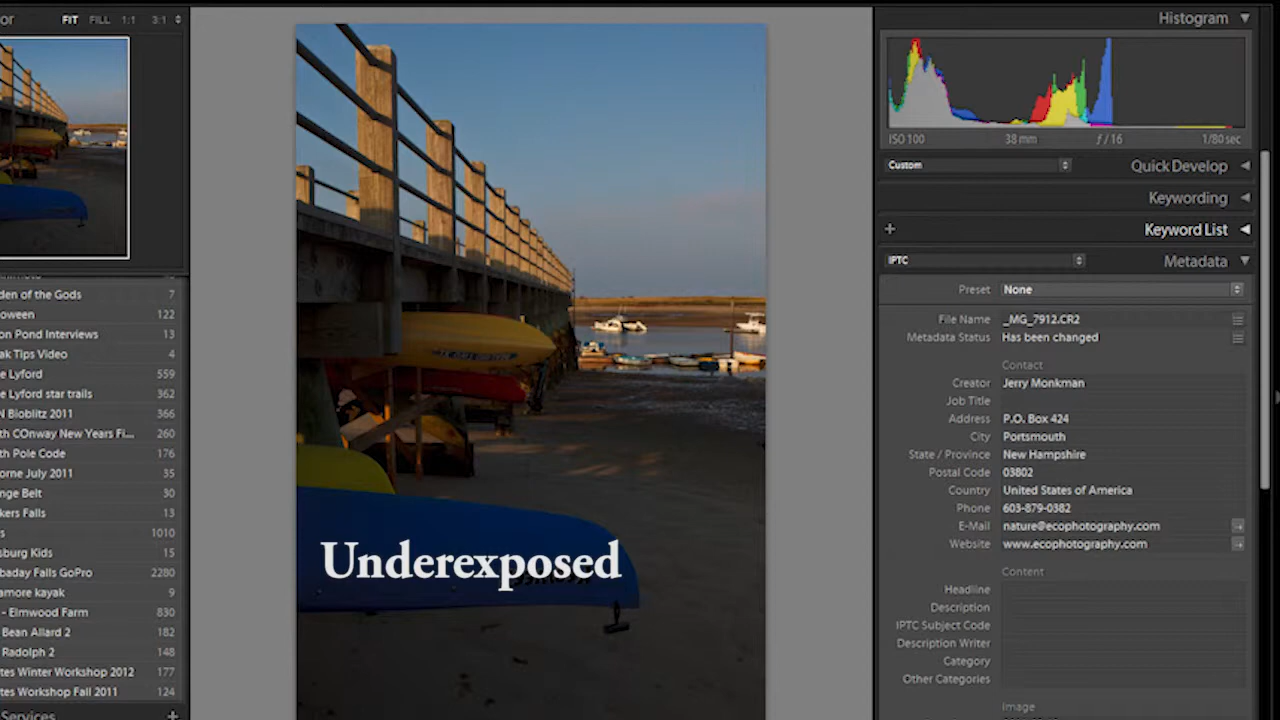 or FIT FILL 1:1 3:1
den of the Gods 7
oween 122
on Pond Interviews 13
ak Tips Video 4
e Lyford 559
e Lyford star trails 362
N Bioblitz 2011 366
th COnway New Years Fi... 260
th Pole Code 176
orne July 2011 35
nge Belt 30
kers Falls 13
s 1010
sburg Kids 15
baday Falls GoPro 2280
amore kayak 9
- Elmwood Farm 830
Bean Allard 2 182
Radolph 2 148
tes Winter Workshop 2012 177
tes Workshop Fall 2011 124
Services +
Underexposed
Histogram
ISO 100 38 mm ƒ / 16 1/80 sec
Custom Quick Develop
Keywording
+ Keyword List
IPTC Metadata
Preset None
File Name _MG_7912.CR2
Metadata Status Has been changed
Contact
Creator Jerry Monkman
Job Title
Address P.O. Box 424
City Portsmouth
State / Province New Hampshire
Postal Code 03802
Country United States of America
Phone 603-879-0382
E-Mail nature@ecophotography.com
Website www.ecophotography.com
Content
Headline
Description
IPTC Subject Code
Description Writer
Category
Other Categories
Image